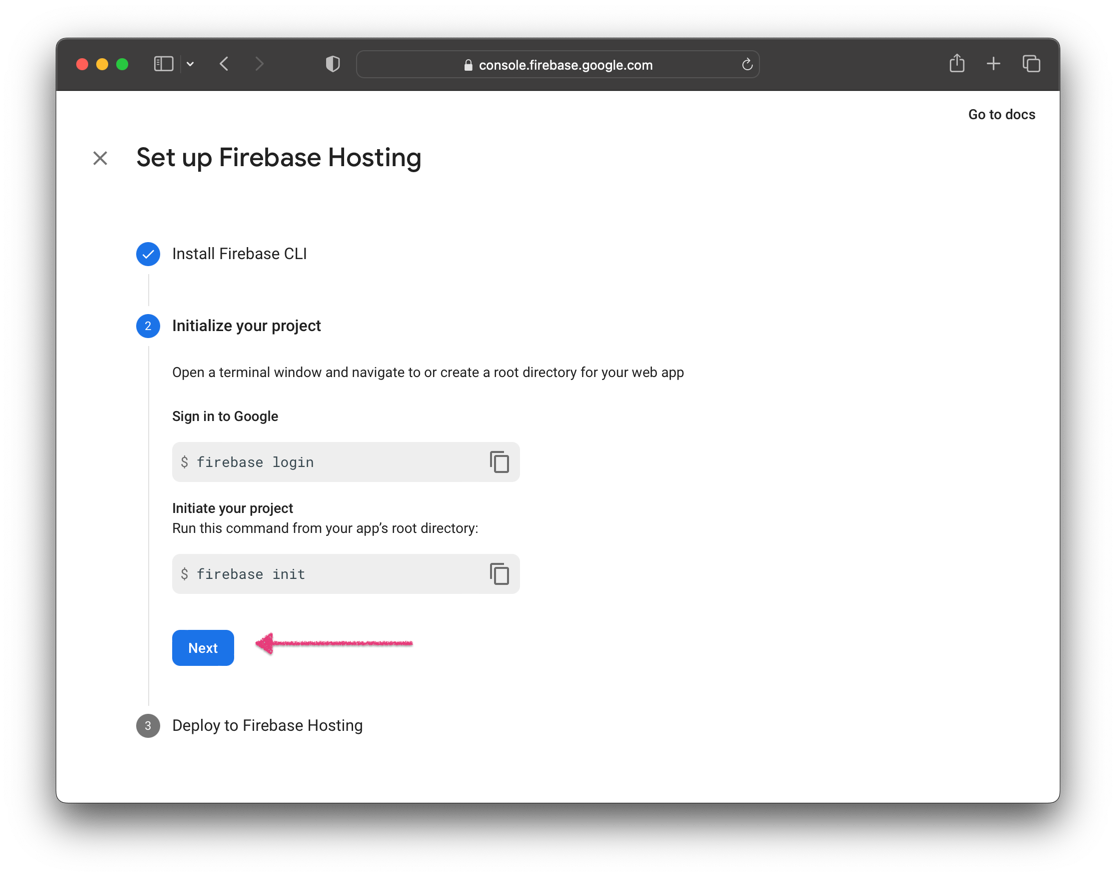 console.firebase.google.com
Go to docs
Set up Firebase Hosting
Install Firebase CLI
2 Initialize your project
Open a terminal window and navigate to or create a root directory for your web app
Sign in to Google
$ firebase login
Initiate your project
Run this command from your app’s root directory:
$ firebase init
Next
3 Deploy to Firebase Hosting